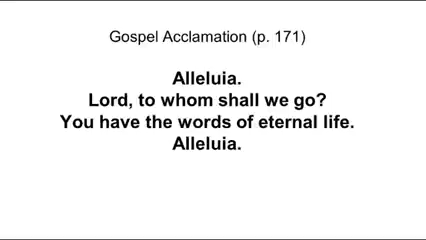 Gospel Acclamation (p. 171)
Alleluia.
Lord, to whom shall we go?
You have the words of eternal life.
Alleluia.